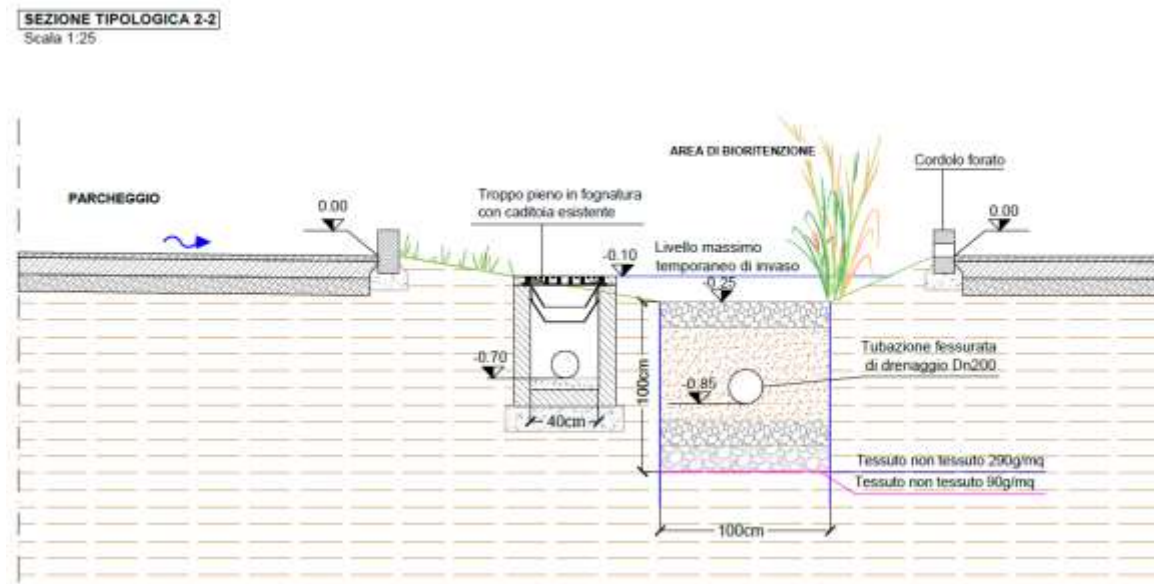 SEZIONE TIPOLOGICA 2-2
Scala 1:25
AREA DI BIORITENZIONE
Cordolo forato
PARCHEGGIO
Troppo pieno in fognatura
con caditoia esistente
0.00
0.00
-0.10
Livello massimo
temporaneo di invaso
-0.25
-0.70
100cm
Tubazione fessurata
di drenaggio Dn200
-0.85
40cm
Tessuto non tessuto 290g/mq
Tessuto non tessuto 90g/mq
100cm